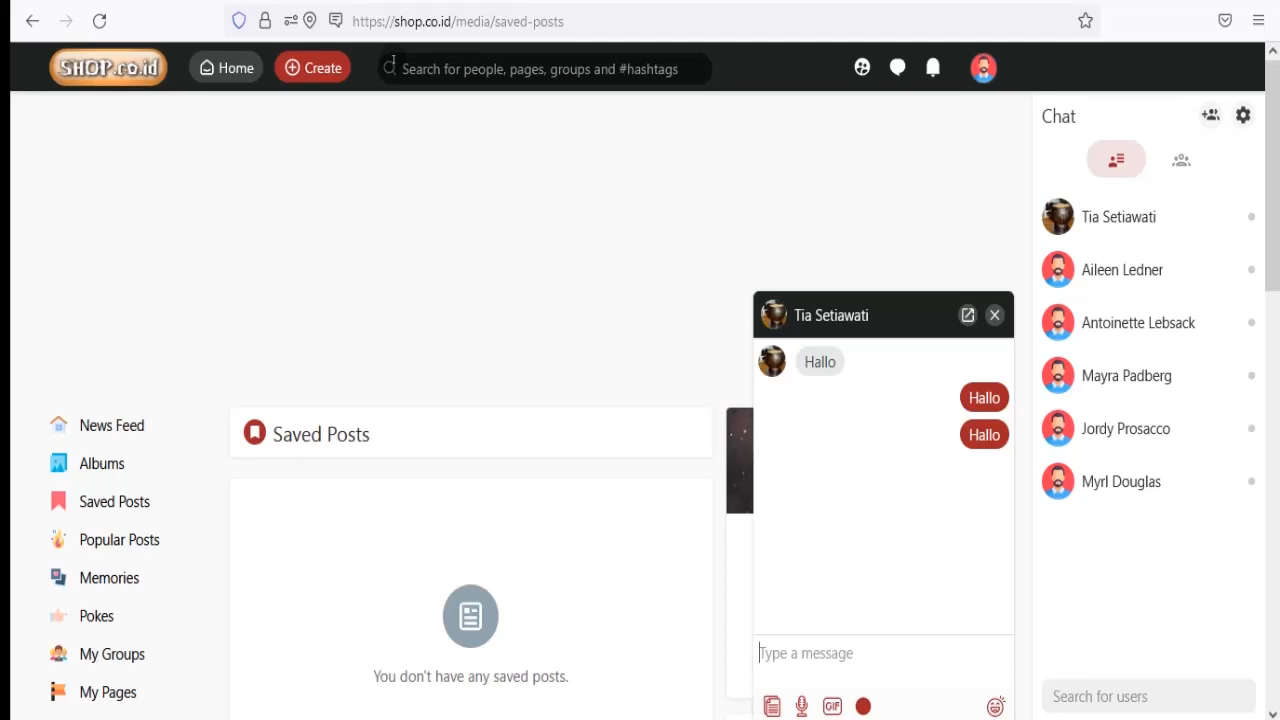 https://shop.co.id/media/saved-posts
SHOP.co.id
Home
Create
Search for people, pages, groups and #hashtags
Chat
Tia Setiawati
Aileen Ledner
Antoinette Lebsack
Mayra Padberg
Jordy Prosacco
Myrl Douglas
Search for users
Tia Setiawati
Hallo
Hallo
Hallo
Type a message
GIF
News Feed
Albums
Saved Posts
Popular Posts
Memories
Pokes
My Groups
My Pages
Saved Posts
You don't have any saved posts.